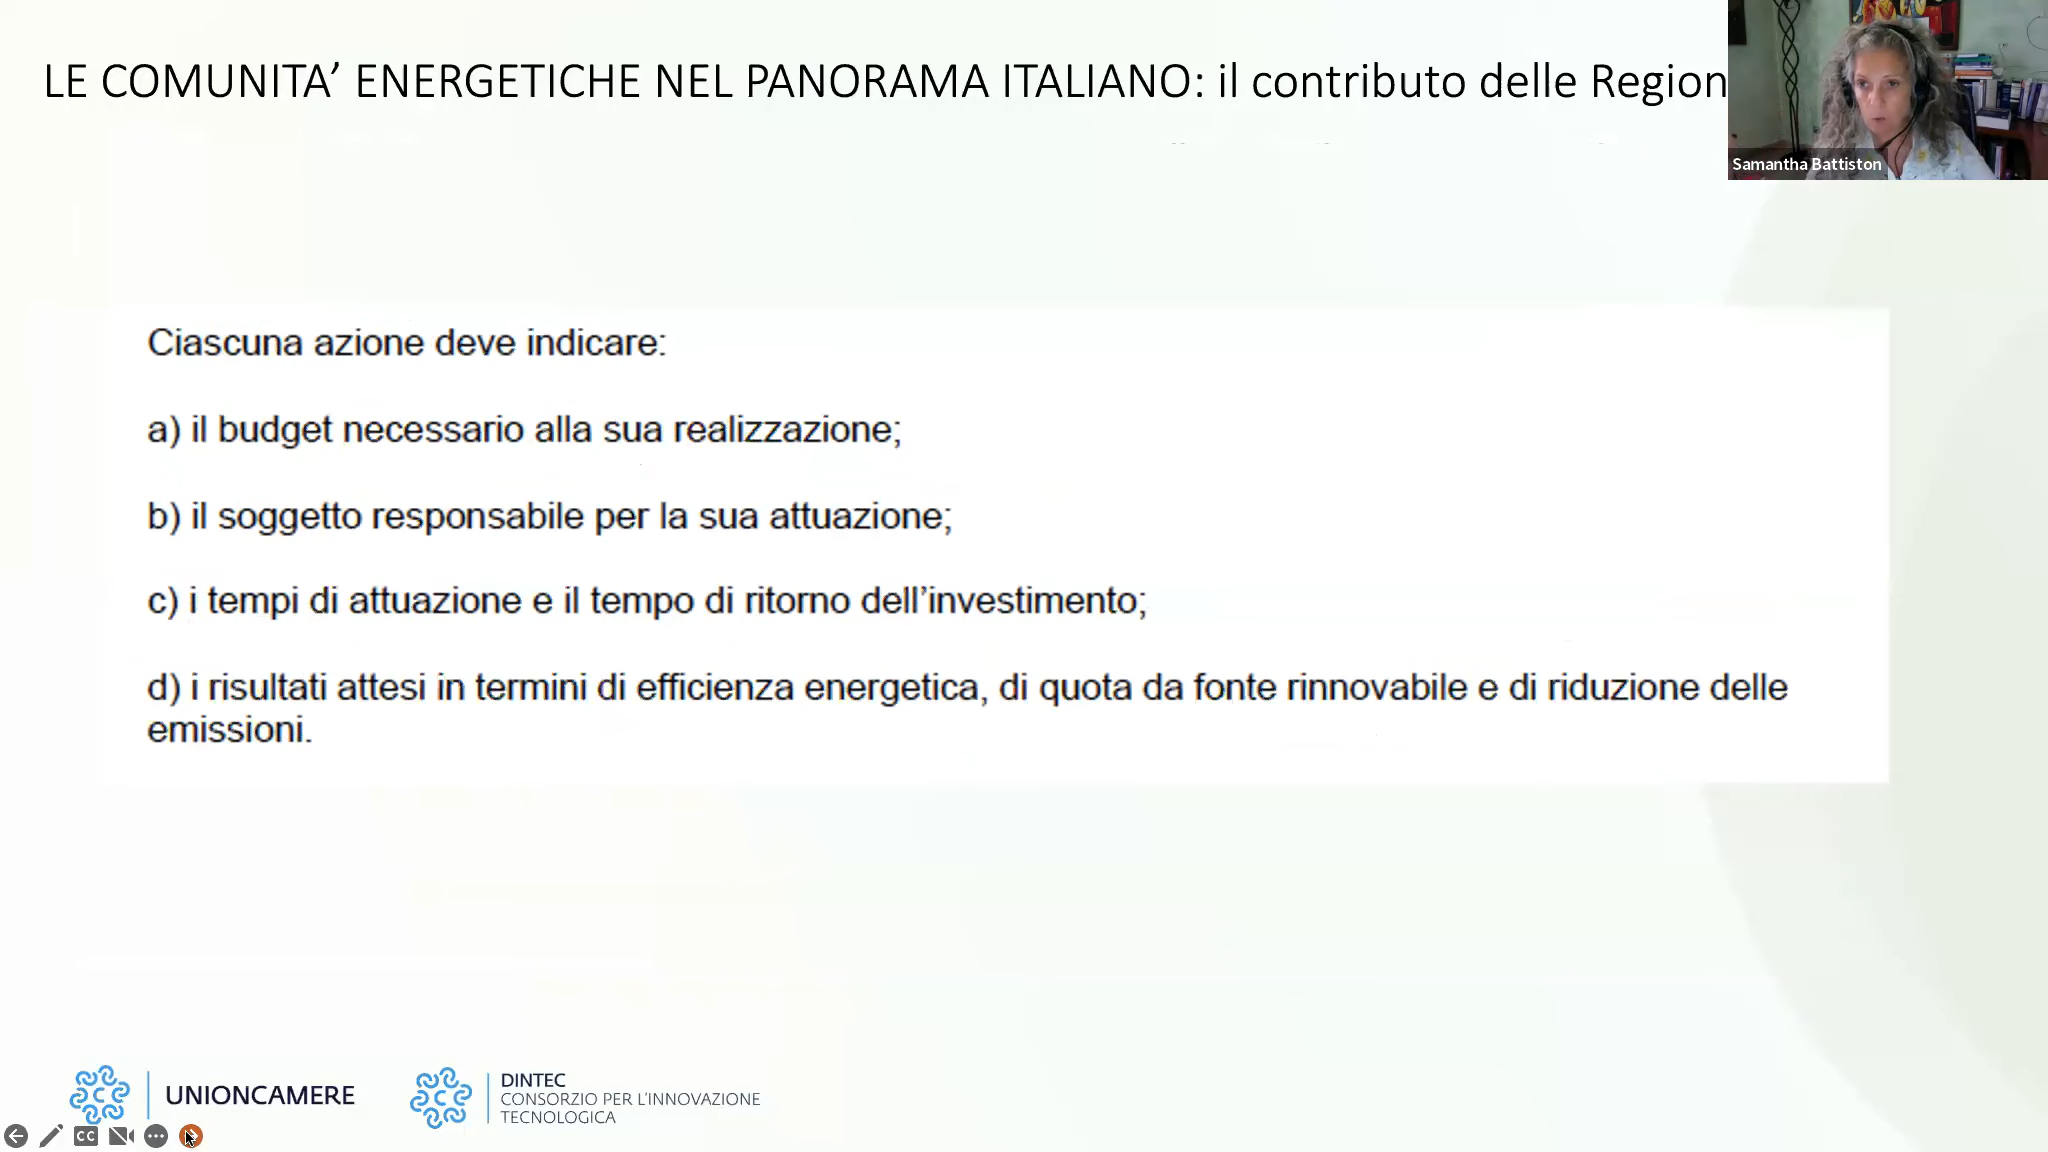 LE COMUNITA’ ENERGETICHE NEL PANORAMA ITALIANO: il contributo delle Region
Samantha Battiston
Ciascuna azione deve indicare:
a) il budget necessario alla sua realizzazione;
b) il soggetto responsabile per la sua attuazione;
c) i tempi di attuazione e il tempo di ritorno dell’investimento;
d) i risultati attesi in termini di efficienza energetica, di quota da fonte rinnovabile e di riduzione delle
emissioni.
UNIONCAMERE
DINTEC
CONSORZIO PER L’INNOVAZIONE
TECNOLOGICA
CC